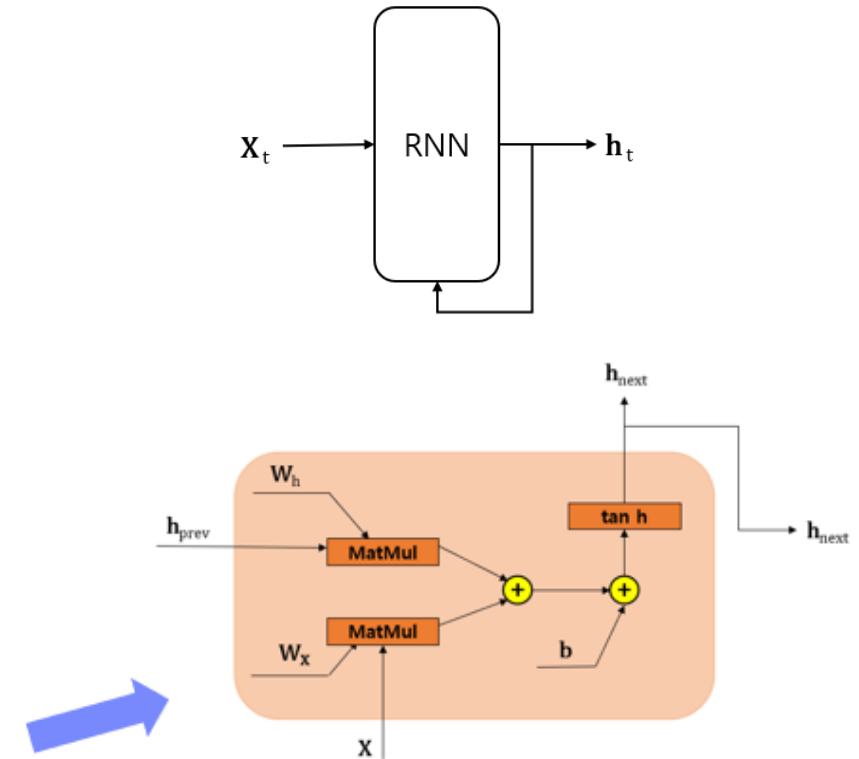 Xt RNN ht
hnext
Wh
tan h
hprev
hnext
MatMul
+ +
MatMul
Wx
b
X